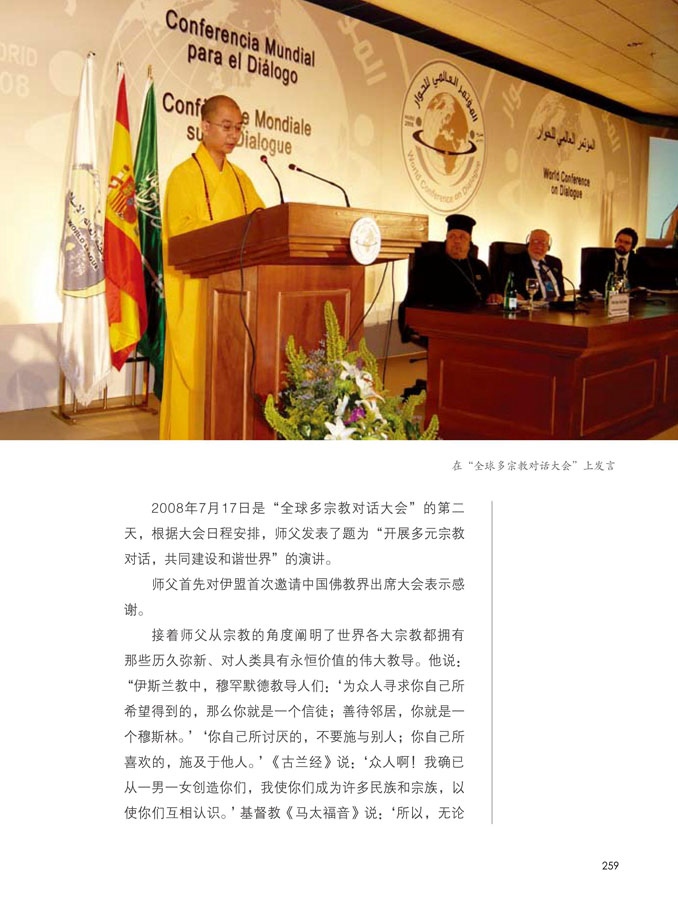 Conferencia Mundial
para el Diálogo
2008
Mondiale
Dialogue
المؤتمر العالمي للحوار
World Conference on Dialogue
المؤتمر العالمي للحوار
World Conference
on Dialogue
在“全球多宗教对话大会”上发言
2008年7月17日是“全球多宗教对话大会”的第二
天，根据大会日程安排，师父发表了题为“开展多元宗教
对话，共同建设和谐世界”的演讲。
师父首先对伊盟首次邀请中国佛教界出席大会表示感
谢。
接着师父从宗教的角度阐明了世界各大宗教都拥有
那些历久弥新、对人类具有永恒价值的伟大教导。他说：
“伊斯兰教中，穆罕默德教导人们；‘为众人寻求你自己所
希望得到的，那么你就是一个信徒；善待邻居，你就是一
个穆斯林。’‘你自己所讨厌的，不要施与别人；你自己所
喜欢的，施及于他人。’《古兰经》说：‘众人啊！我确已
从一男一女创造你们，我使你们成为许多民族和宗族，以
使你们互相认识。’基督教《马太福音》说：‘所以，无论
259